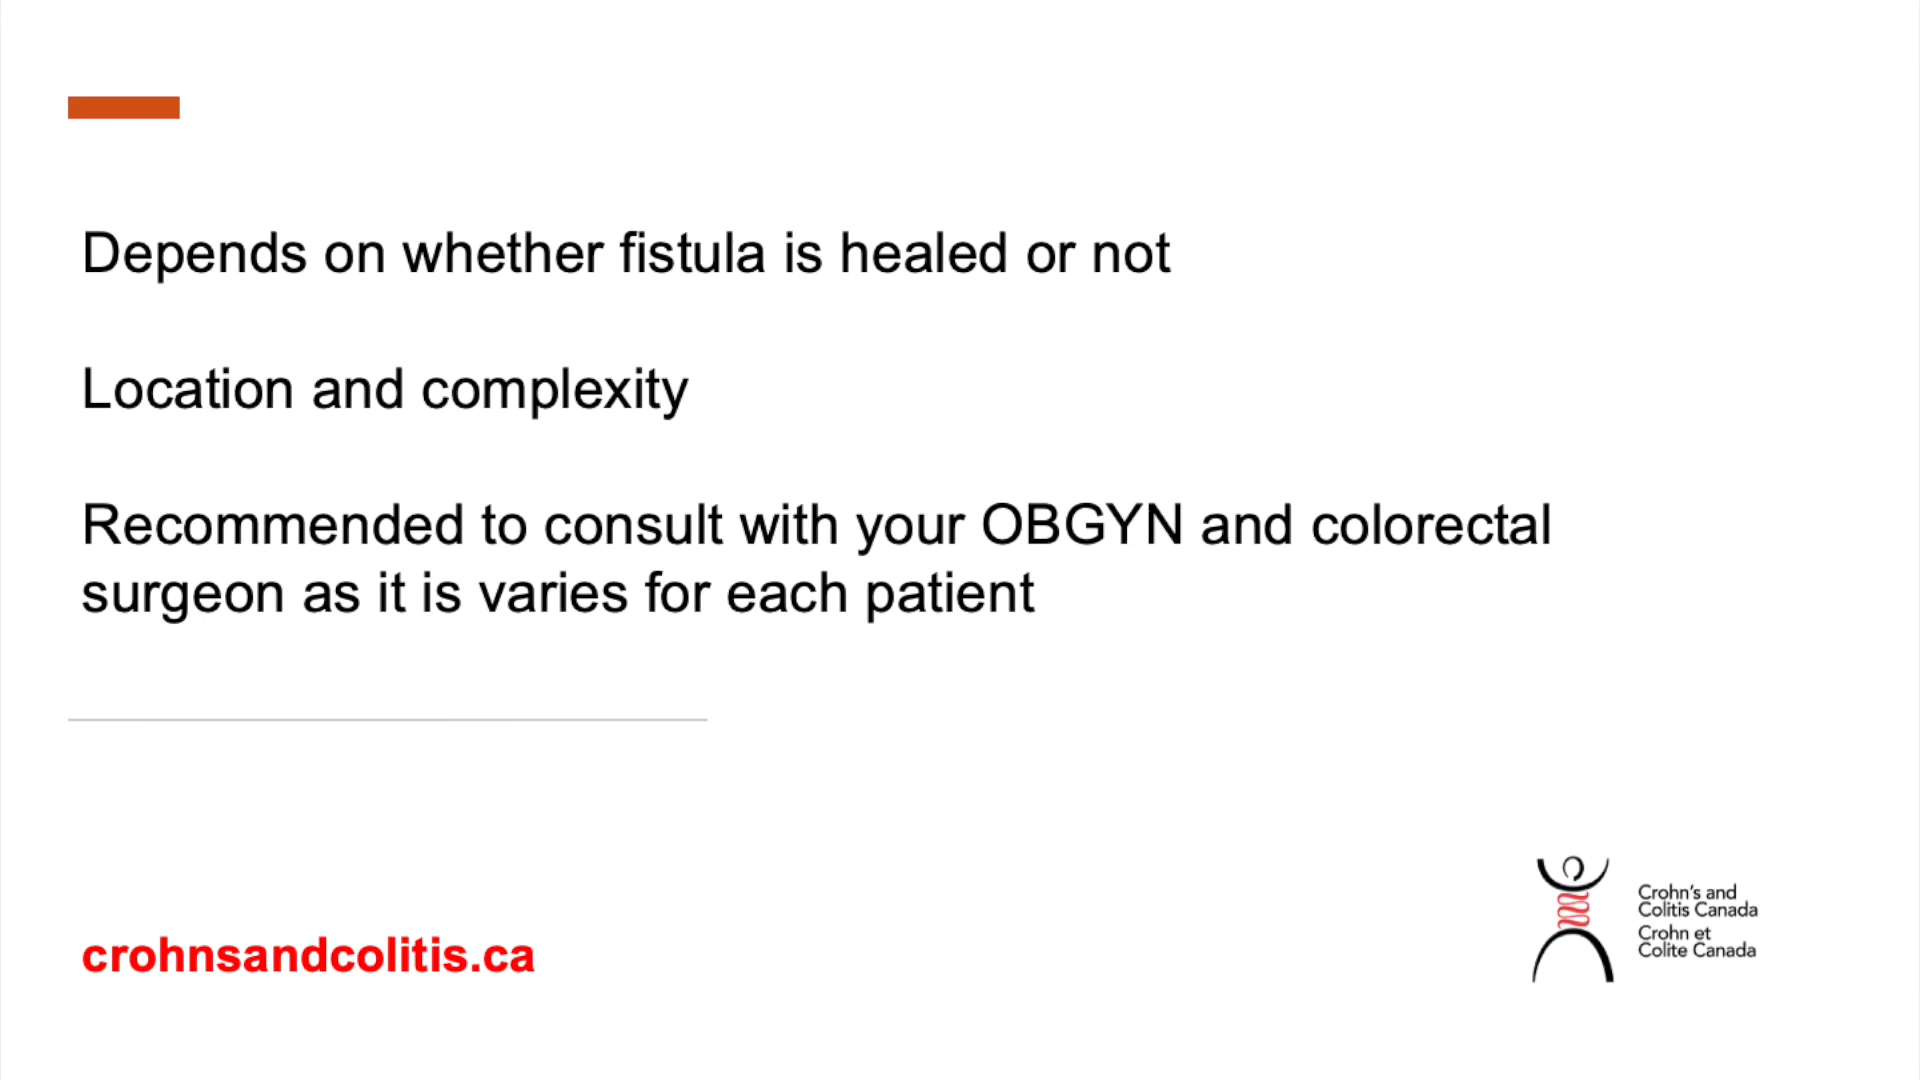 Depends on whether fistula is healed or not
Location and complexity
Recommended to consult with your OBGYN and colorectal
surgeon as it is varies for each patient
crohnsandcolitis.ca
Crohn's and
Colitis Canada
Crohn et
Colite Canada